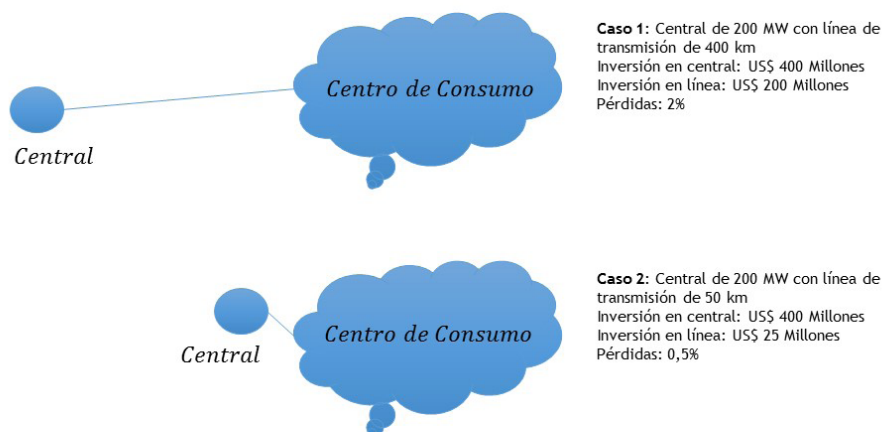 Centro de Consumo
Central
Caso 1: Central de 200 MW con línea de
transmisión de 400 km
Inversión en central: US$ 400 Millones
Inversión en línea: US$ 200 Millones
Pérdidas: 2%
Centro de Consumo
Central
Caso 2: Central de 200 MW con línea de
transmisión de 50 km
Inversión en central: US$ 400 Millones
Inversión en línea: US$ 25 Millones
Pérdidas: 0,5%